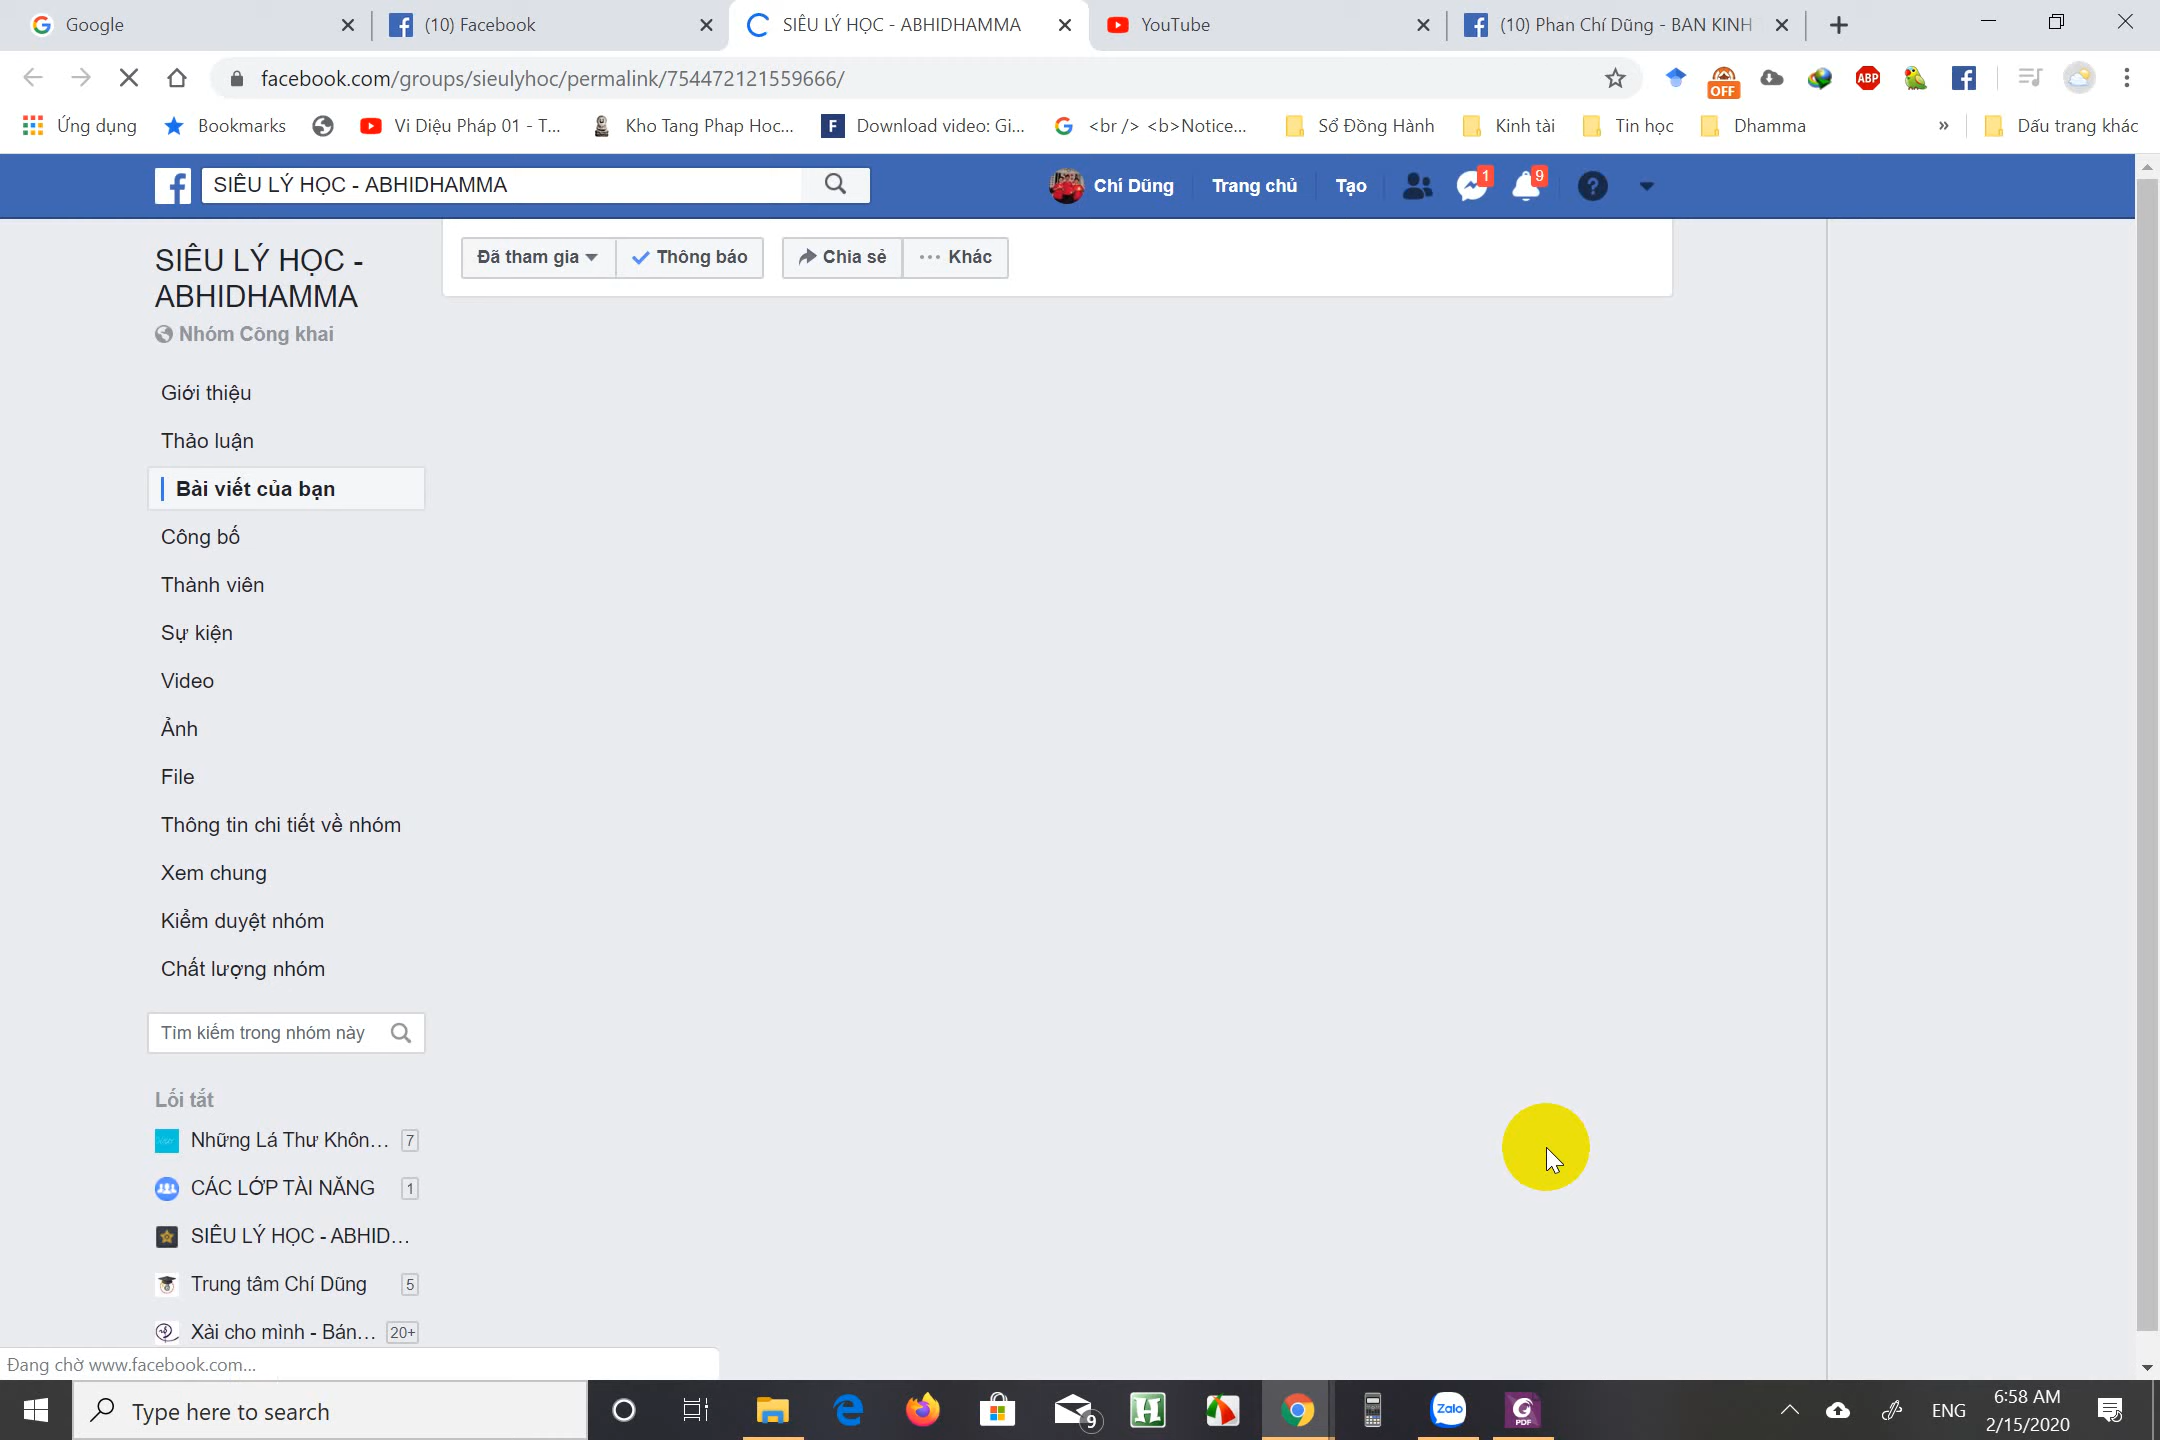 Google
(10) Facebook
SIÊU LÝ HỌC - ABHIDHAMMA
YouTube
(10) Phan Chí Dũng - BAN KINH
facebook.com/groups/sieulyhoc/permalink/754472121559666/
OFF
ABP
Ứng dụng
Bookmarks
Vi Diệu Pháp 01 - T...
Kho Tang Phap Hoc...
Download video: Gi...
<br /> <b>Notice...
Sổ Đồng Hành
Kinh tài
Tin học
Dhamma
»
Dấu trang khác
SIÊU LÝ HỌC - ABHIDHAMMA
Chí Dũng
Trang chủ
Tạo
1
9
SIÊU LÝ HỌC -
ABHIDHAMMA
Nhóm Công khai
Đã tham gia
Thông báo
Chia sẻ
Khác
Giới thiệu
Thảo luận
Bài viết của bạn
Công bố
Thành viên
Sự kiện
Video
Ảnh
File
Thông tin chi tiết về nhóm
Xem chung
Kiểm duyệt nhóm
Chất lượng nhóm
Tìm kiếm trong nhóm này
Lối tắt
Những Lá Thư Khôn... 7
CÁC LỚP TÀI NĂNG 1
SIÊU LÝ HỌC - ABHID...
Trung tâm Chí Dũng 5
Xài cho mình - Bán... 20+
Đang chờ www.facebook.com...
Type here to search
9
Zalo
PDF
ENG
6:58 AM
2/15/2020